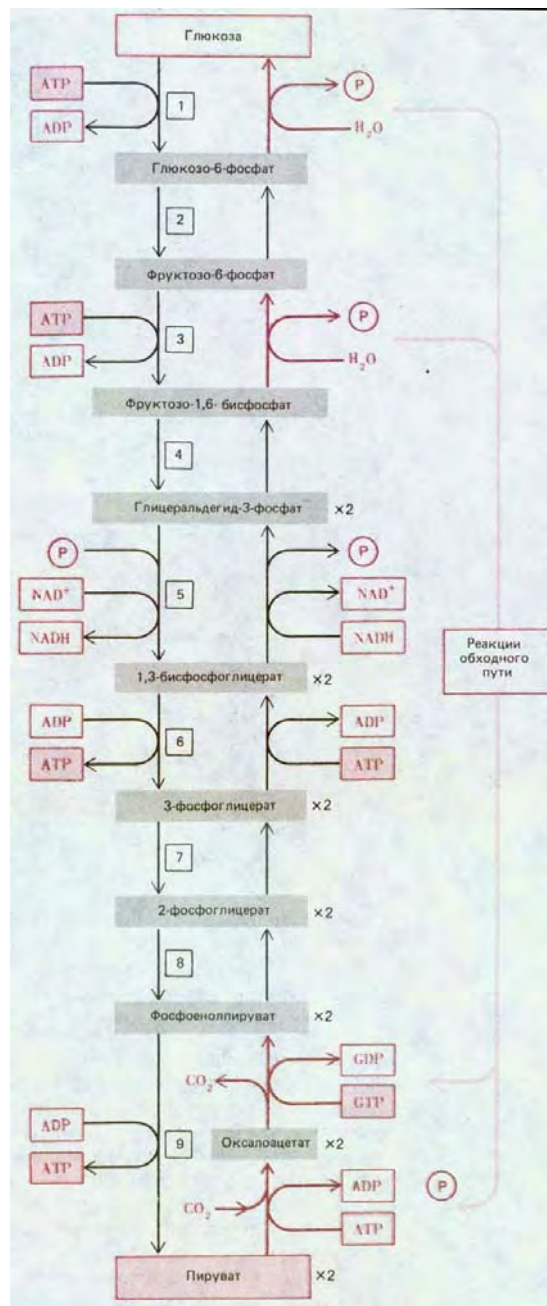 Глюкоза
ATP
ADP
1
P
H₂O
Глюкозо-6-фосфат
2
Фруктозо-6-фосфат
ATP
ADP
3
P
H₂O
Фруктозо-1,6- бисфосфат
4
Глицеральдегид-3-фосфат ×2
P
NAD⁺
NADH
5
P
NAD⁺
NADH
Реакции
обходного
пути
1,3-бисфосфоглицерат ×2
ADP
ATP
6
ADP
ATP
3-фосфоглицерат ×2
7
2-фосфоглицерат ×2
8
Фосфоенолпируват ×2
CO₂
GDP
GTP
ADP
ATP
9
Оксалоацетат ×2
CO₂
ADP P
ATP
Пируват ×2